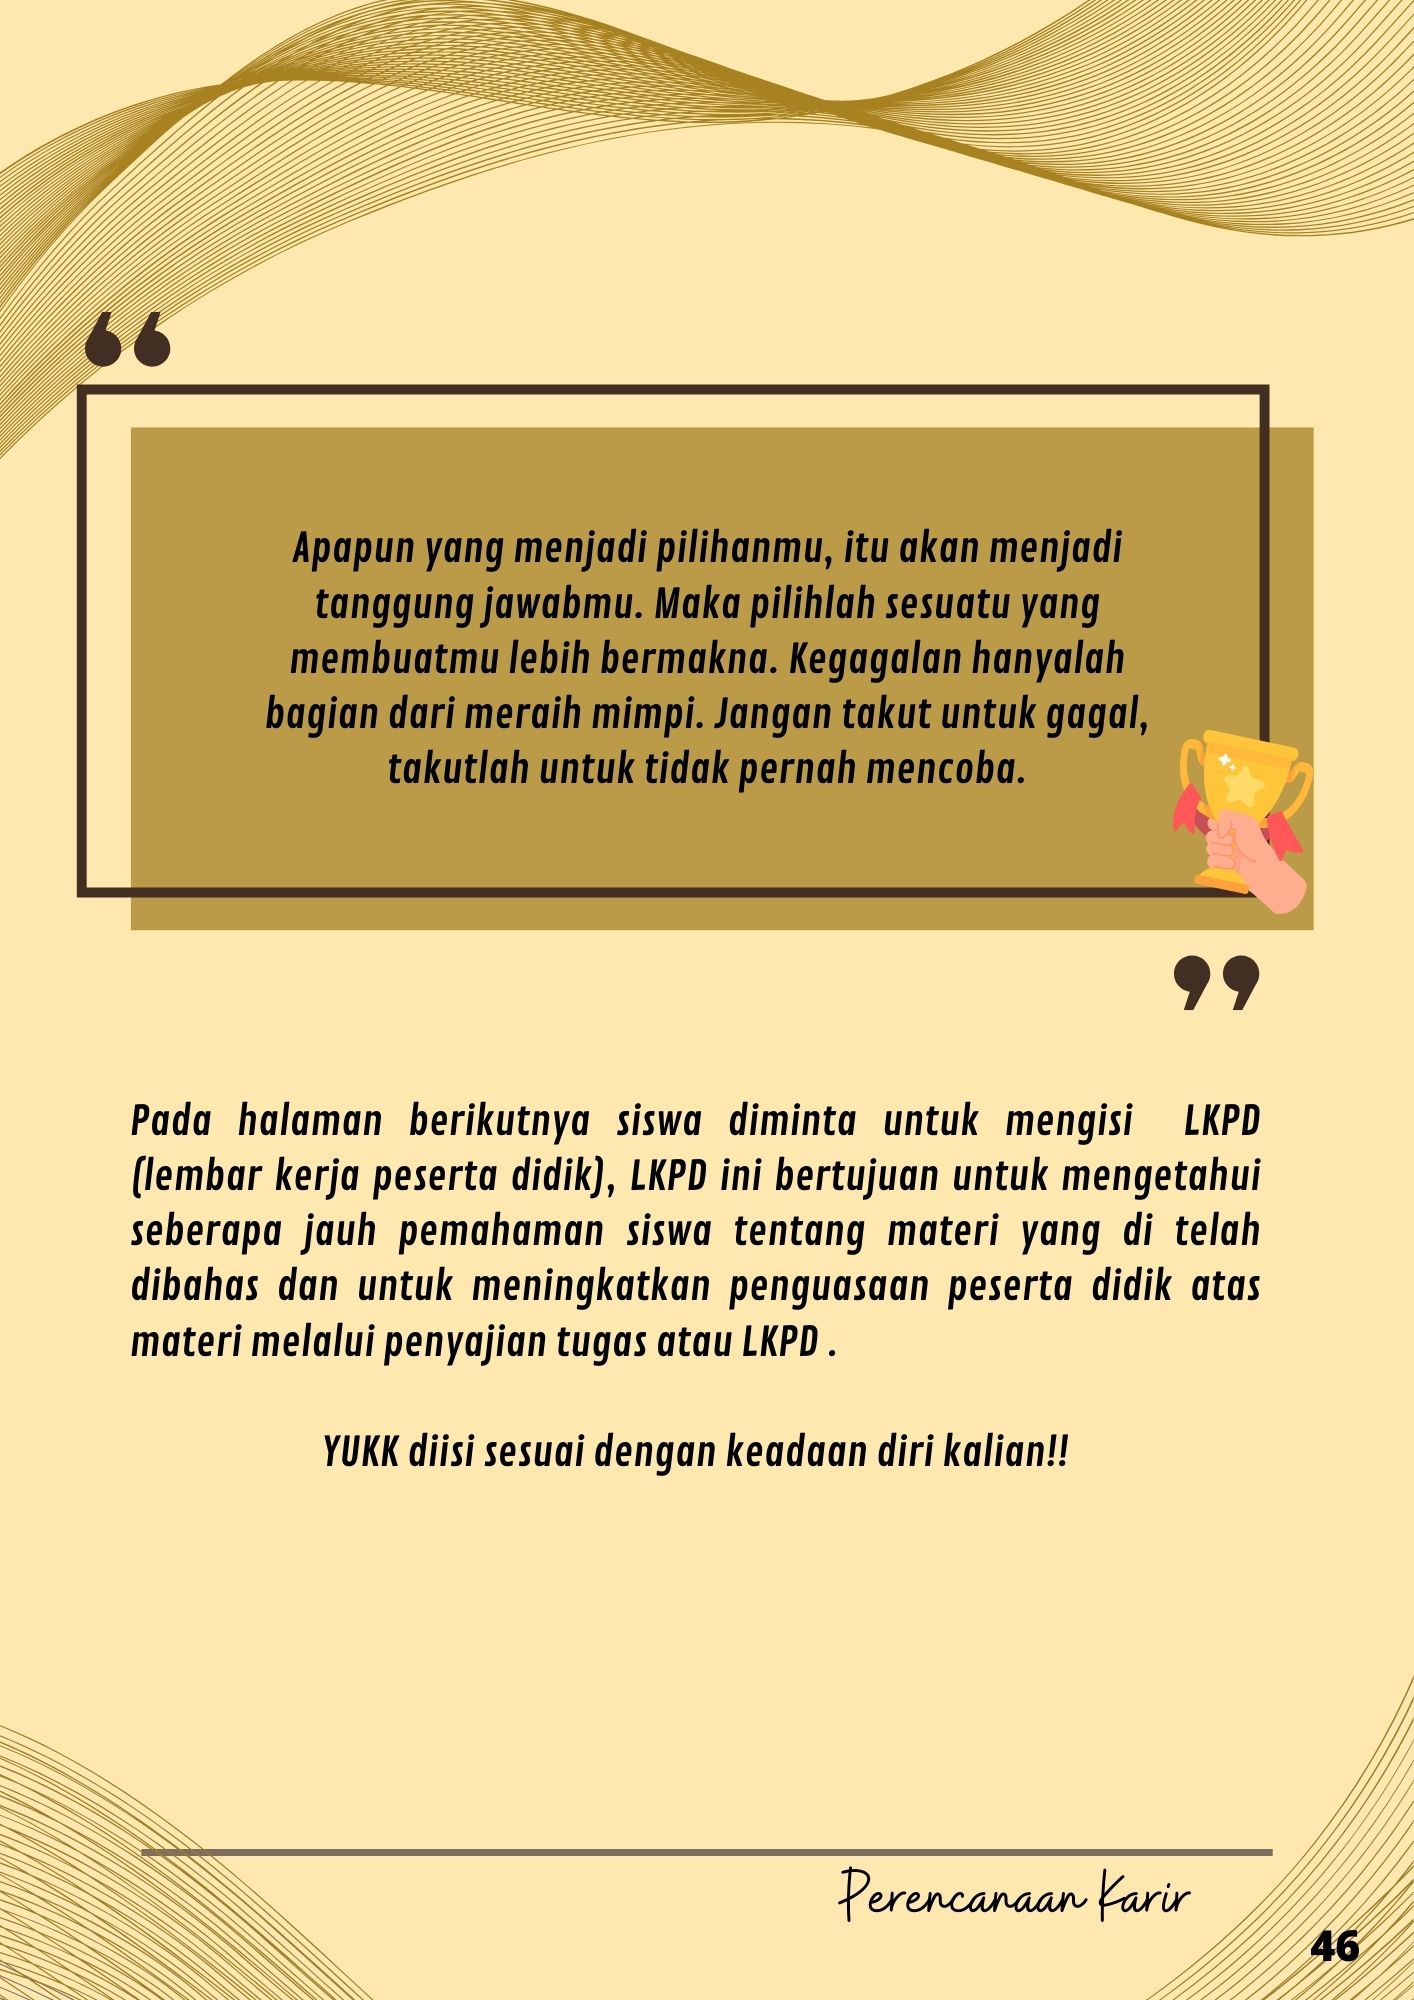 “
Apapun yang menjadi pilihanmu, itu akan menjadi
tanggung jawabmu. Maka pilihlah sesuatu yang
membuatmu lebih bermakna. Kegagalan hanyalah
bagian dari meraih mimpi. Jangan takut untuk gagal,
takutlah untuk tidak pernah mencoba.
”
Pada halaman berikutnya siswa diminta untuk mengisi LKPD
(lembar kerja peserta didik), LKPD ini bertujuan untuk mengetahui
seberapa jauh pemahaman siswa tentang materi yang di telah
dibahas dan untuk meningkatkan penguasaan peserta didik atas
materi melalui penyajian tugas atau LKPD .
YUKK diisi sesuai dengan keadaan diri kalian!!
Perencanaan Karir
46